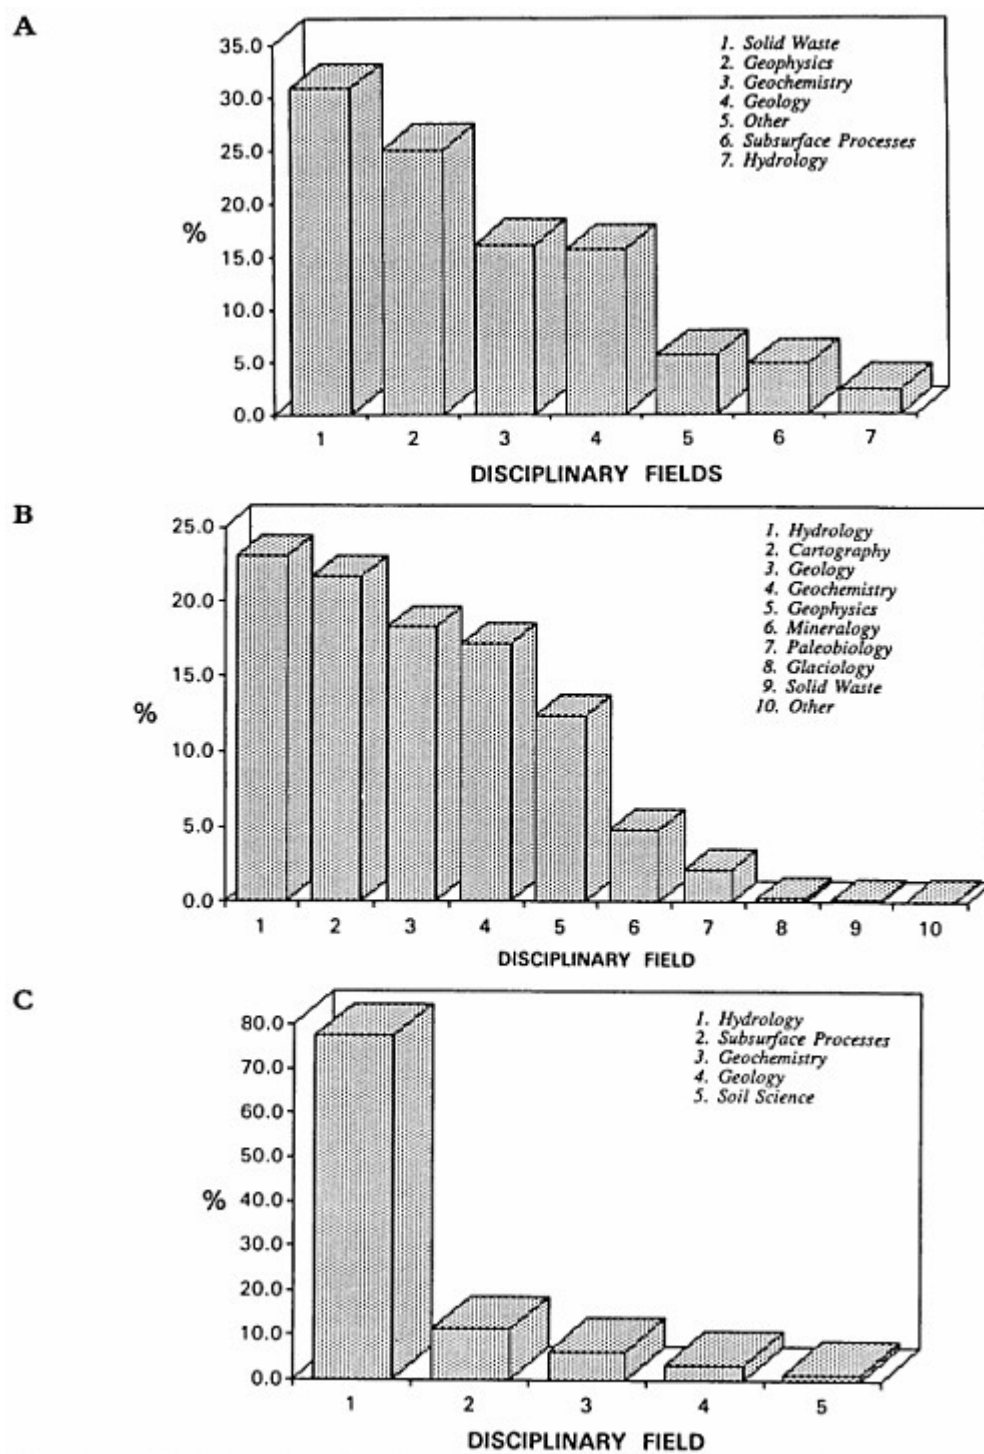 A
35.0
30.0
25.0
20.0
15.0
10.0
5.0
0.0
%
1. Solid Waste
2. Geophysics
3. Geochemistry
4. Geology
5. Other
6. Subsurface Processes
7. Hydrology
1 2 3 4 5 6 7
DISCIPLINARY FIELDS
B
25.0
20.0
15.0
10.0
5.0
0.0
%
1. Hydrology
2. Cartography
3. Geology
4. Geochemistry
5. Geophysics
6. Mineralogy
7. Paleobiology
8. Glaciology
9. Solid Waste
10. Other
1 2 3 4 5 6 7 8 9 10
DISCIPLINARY FIELD
C
80.0
70.0
60.0
50.0
40.0
30.0
20.0
10.0
0.0
%
1. Hydrology
2. Subsurface Processes
3. Geochemistry
4. Geology
5. Soil Science
1 2 3 4 5
DISCIPLINARY FIELD